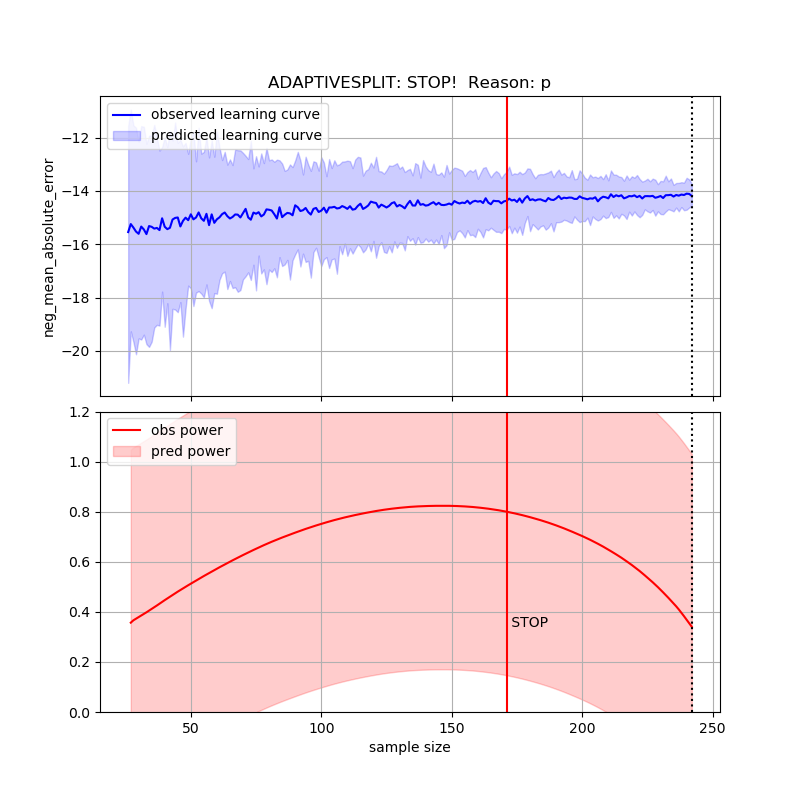 ADAPTIVESPLIT: STOP!  Reason: p
observed learning curve
predicted learning curve
neg_mean_absolute_error
−12
−14
−16
−18
−20
obs power
pred power
1.2
1.0
0.8
0.6
0.4
0.2
0.0
STOP
50
100
150
200
250
sample size